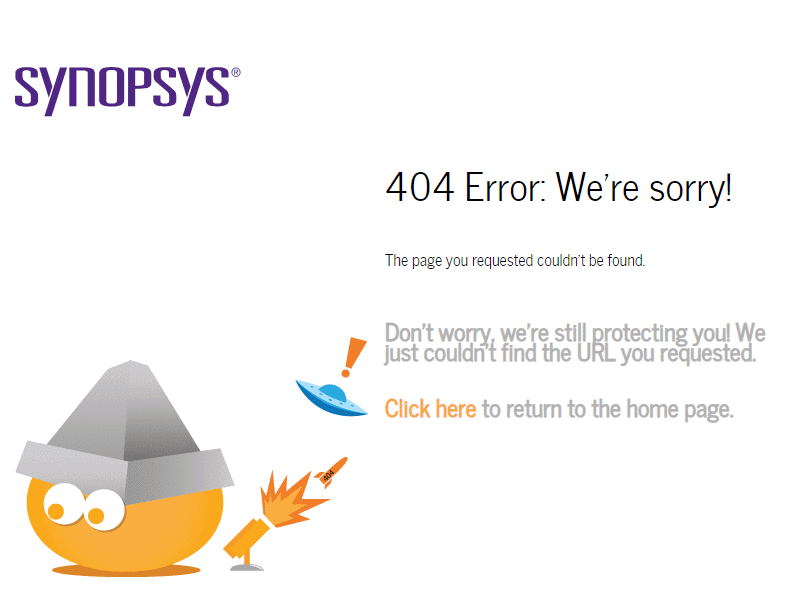 SYNOPSYS®
404 Error: We're sorry!
The page you requested couldn't be found.
Don't worry, we're still protecting you! We
just couldn't find the URL you requested.
!
Click here to return to the home page.
404